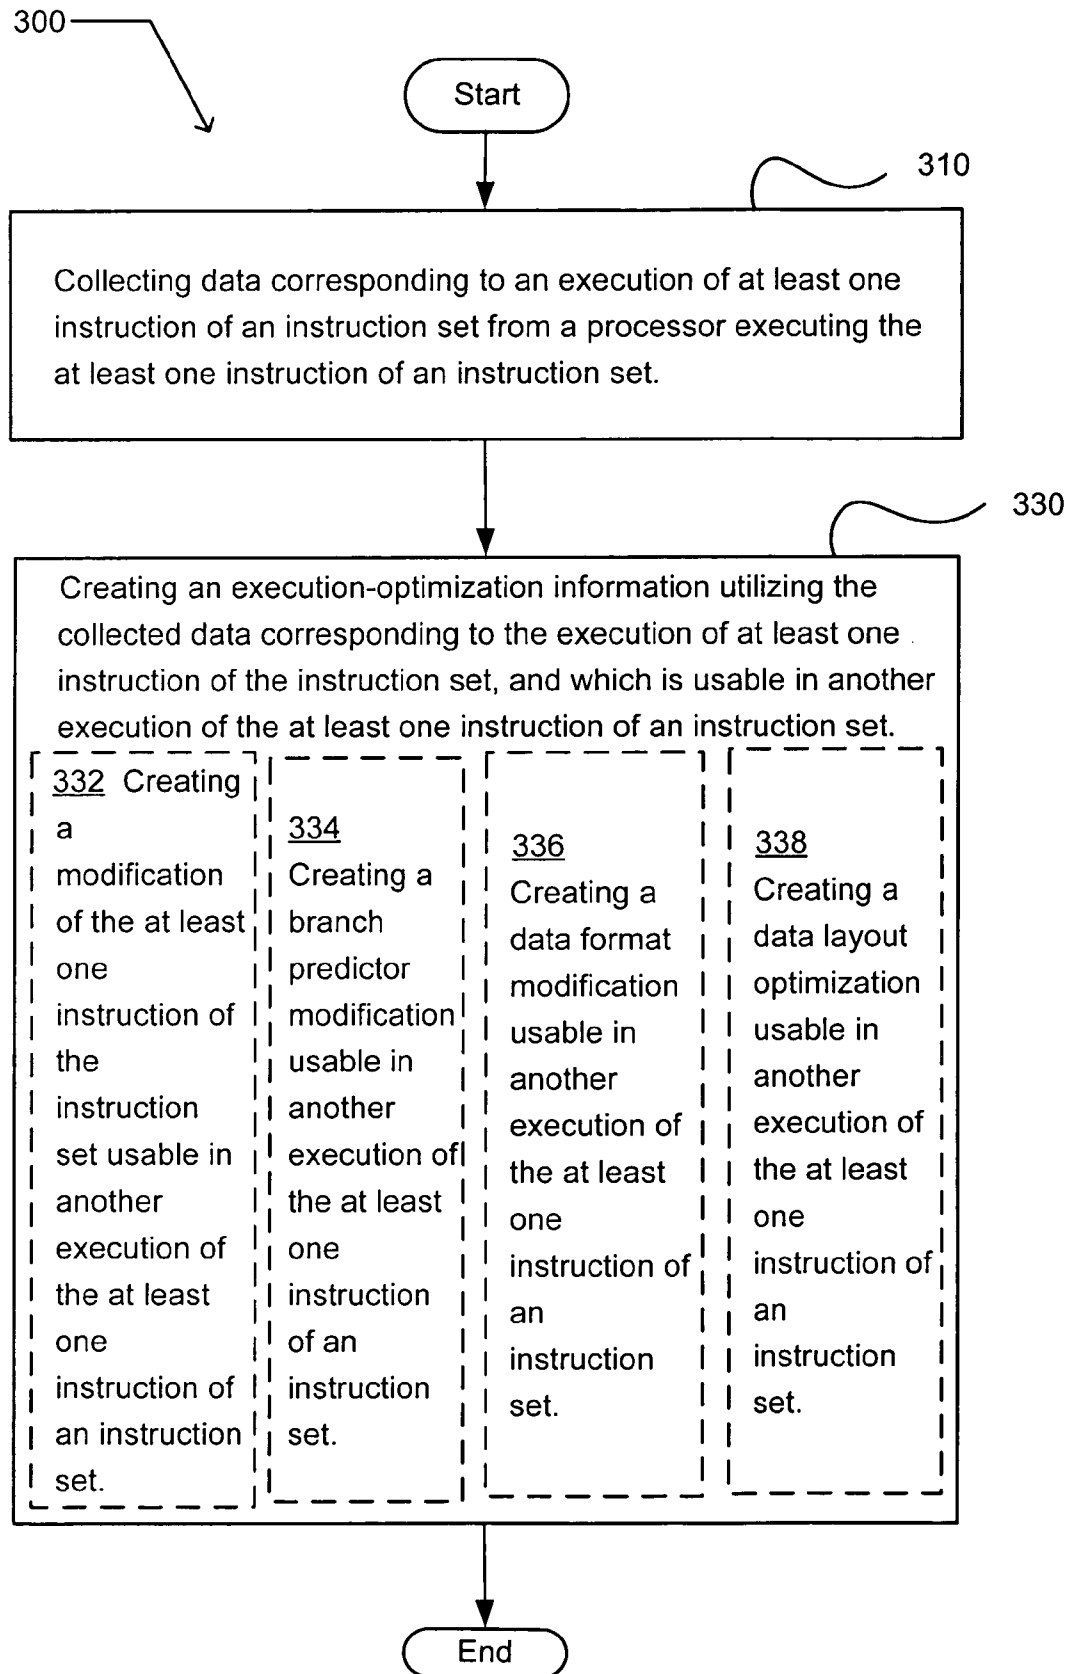 300
Start
310
Collecting data corresponding to an execution of at least one
instruction of an instruction set from a processor executing the
at least one instruction of an instruction set.
330
Creating an execution-optimization information utilizing the
collected data corresponding to the execution of at least one
instruction of the instruction set, and which is usable in another
execution of the at least one instruction of an instruction set.
332 Creating
a
modification
of the at least
one
instruction of
the
instruction
set usable in
another
execution of
the at least
one
instruction of
an instruction
set.
334
Creating a
branch
predictor
modification
usable in
another
execution of
the at least
one
instruction
of an
instruction
set.
336
Creating a
data format
modification
usable in
another
execution of
the at least
one
instruction of
an
instruction
set.
338
Creating a
data layout
optimization
usable in
another
execution of
the at least
one
instruction of
an
instruction
set.
End